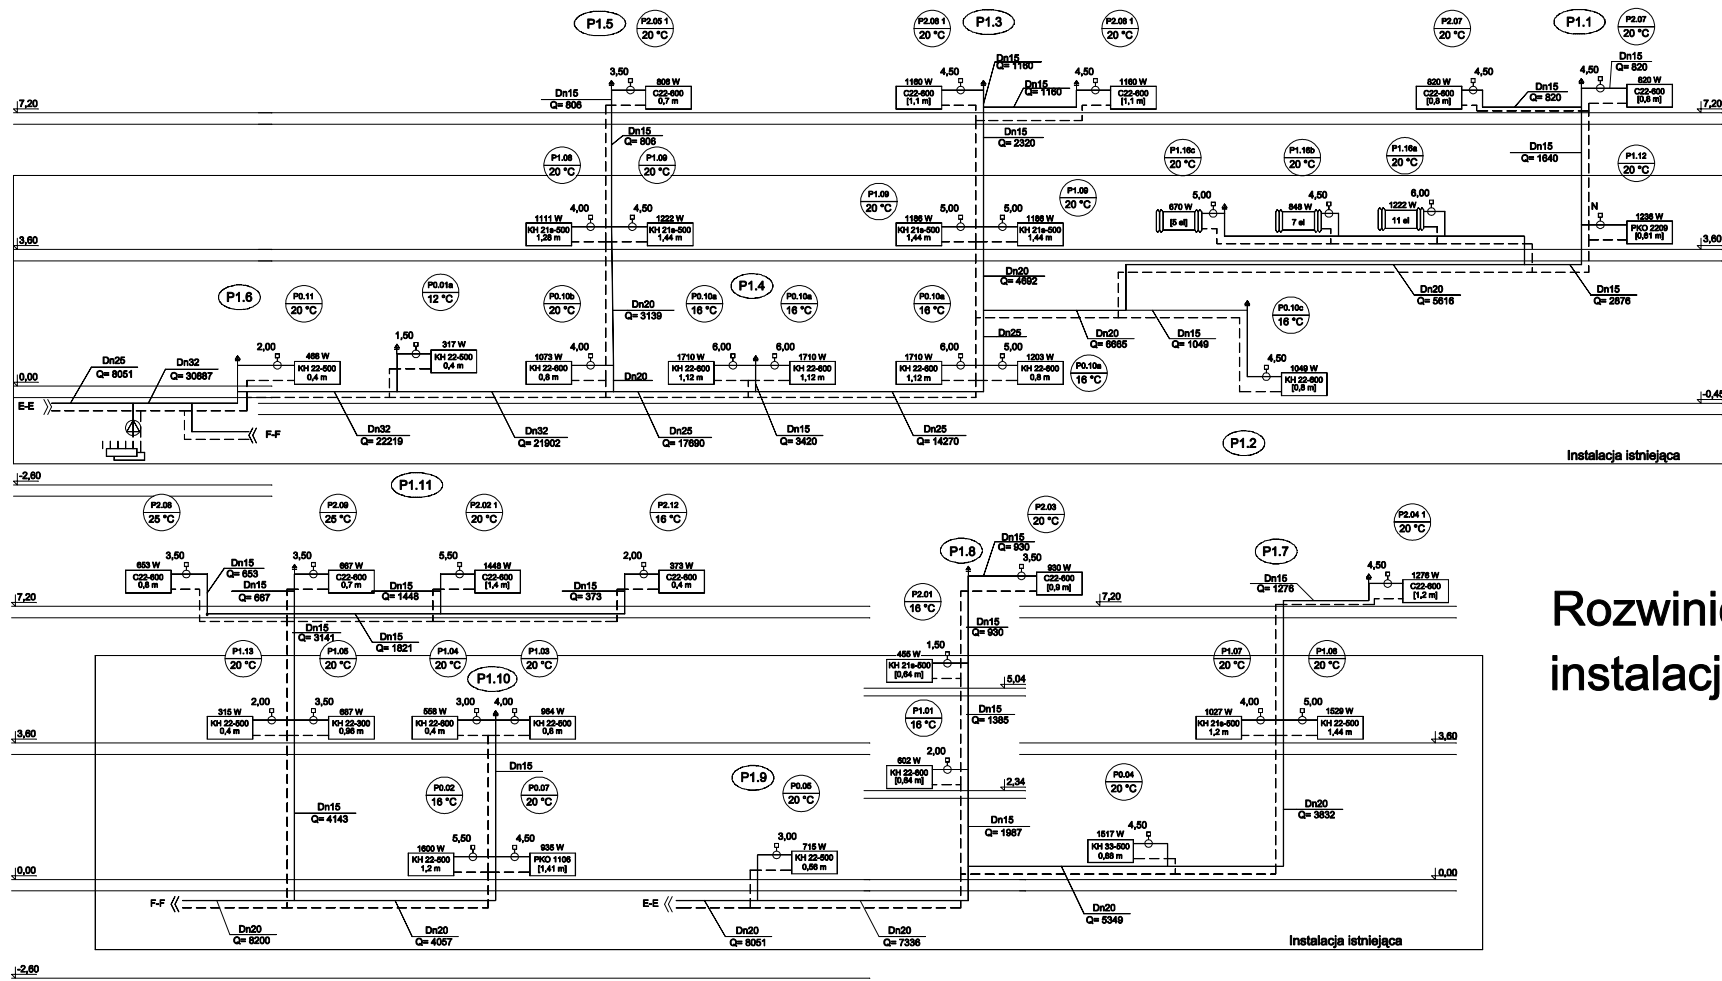 P1.5
P2.05 1
20 °C
P2.08 1
20 °C
P1.3
P2.08 1
20 °C
P2.07
20 °C
P1.1
P2.07
20 °C
3,50
806 W
C22-600
0,7 m
Dn15
Q= 806
1160 W
C22-600
[1,1 m]
4,50
Dn15
Q= 1160
Dn15
Q= 1160
4,50
1160 W
C22-600
[1,1 m]
820 W
C22-600
[0,8 m]
4,50
Dn15
Q= 820
4,50
Dn15
Q= 820
820 W
C22-600
[0,8 m]
7,20
7,20
Dn15
Q= 806
Dn15
Q= 2320
Dn15
Q= 1640
P1.08
20 °C
P1.09
20 °C
P1.09
20 °C
P1.09
20 °C
P1.16c
20 °C
P1.16b
20 °C
P1.16a
20 °C
P1.12
20 °C
1111 W
KH 21s-500
1,28 m
4,00
4,50
1222 W
KH 21s-500
1,44 m
1186 W
KH 21s-500
1,44 m
5,00
5,00
1186 W
KH 21s-500
1,44 m
670 W
[5 el]
5,00
848 W
7 el
4,50
1222 W
11 el
6,00
N
1236 W
PKO 2209
[0,81 m]
3,60
3,60
P1.6
P0.11
20 °C
P0.01a
12 °C
P0.10b
20 °C
P0.10a
16 °C
P1.4
P0.10a
16 °C
P0.10a
16 °C
Dn20
Q= 4692
Dn20
Q= 5616
Dn15
Q= 2876
P0.10c
16 °C
Dn20
Q= 3139
Dn25
Dn20
Q= 6665
Dn15
Q= 1049
Dn25
Q= 8051
Dn32
Q= 30687
2,00
468 W
KH 22-500
0,4 m
1,50
317 W
KH 22-500
0,4 m
1073 W
KH 22-600
0,8 m
4,00
Dn20
1710 W
KH 22-600
1,12 m
6,00
6,00
1710 W
KH 22-600
1,12 m
1710 W
KH 22-600
1,12 m
6,00
5,00
1203 W
KH 22-600
0,8 m
P0.10a
16 °C
4,50
1049 W
KH 22-600
[0,8 m]
0,00
-0,45
E-E
F-F
Dn32
Q= 22219
Dn32
Q= 21902
Dn25
Q= 17690
Dn15
Q= 3420
Dn25
Q= 14270
P1.2
Instalacja istniejąca
-2,60
P1.11
P2.08
25 °C
P2.09
25 °C
P2.02 1
20 °C
P2.12
16 °C
P2.03
20 °C
P2.04 1
20 °C
653 W
C22-600
0,8 m
3,50
Dn15
Q= 653
Dn15
Q= 667
3,50
667 W
C22-600
0,7 m
Dn15
Q= 1448
5,50
1448 W
C22-600
[1,4 m]
Dn15
Q= 373
2,00
373 W
C22-600
0,4 m
P1.8
Dn15
Q= 930
3,50
930 W
C22-600
[0,9 m]
P1.7
Dn15
Q= 1276
4,50
1276 W
C22-600
[1,2 m]
7,20
7,20
P2.01
16 °C
Dn15
Q= 3141
Dn15
Q= 1821
Dn15
Q= 930
Rozwinię
instalacj
P1.13
20 °C
P1.05
20 °C
P1.04
20 °C
P1.03
20 °C
P1.10
455 W
KH 21s-500
[0,64 m]
1,50
5,04
P1.07
20 °C
P1.08
20 °C
315 W
KH 22-500
0,4 m
2,00
3,50
687 W
KH 22-300
0,96 m
558 W
KH 22-600
0,4 m
3,00
4,00
984 W
KH 22-600
0,8 m
P1.01
16 °C
Dn15
Q= 1385
1027 W
KH 21s-500
1,2 m
4,00
5,00
1529 W
KH 22-500
1,44 m
3,60
3,60
Dn15
P0.02
16 °C
P0.07
20 °C
P1.9
P0.05
20 °C
602 W
KH 22-600
[0,64 m]
2,00
2,34
P0.04
20 °C
Dn15
Q= 4143
Dn15
Q= 1987
Dn20
Q= 3832
1600 W
KH 22-500
1,2 m
5,50
4,50
935 W
PKO 1106
[1,41 m]
3,00
715 W
KH 22-500
0,56 m
1517 W
KH 33-500
0,88 m
4,50
0,00
0,00
F-F
E-E
Dn20
Q= 8200
Dn20
Q= 4057
Dn20
Q= 8051
Dn20
Q= 7336
Dn20
Q= 5349
Instalacja istniejąca
-2,60